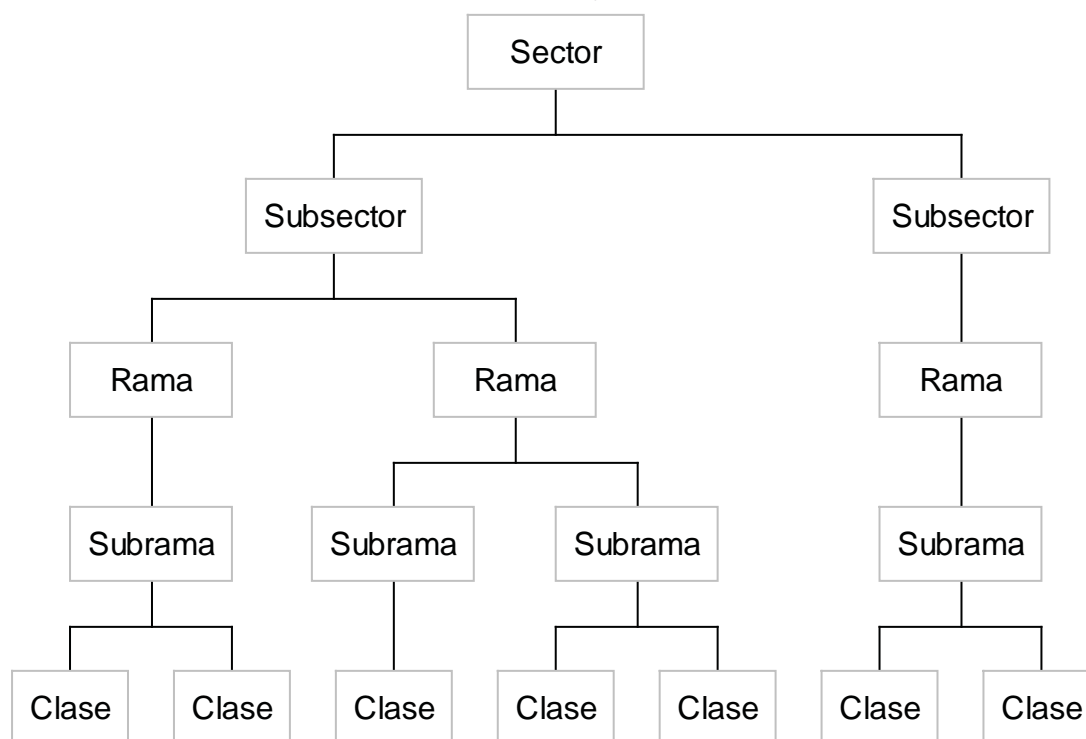 Sector
Subsector Subsector
Rama Rama Rama
Subrama Subrama Subrama Subrama
Clase Clase Clase Clase Clase Clase Clase